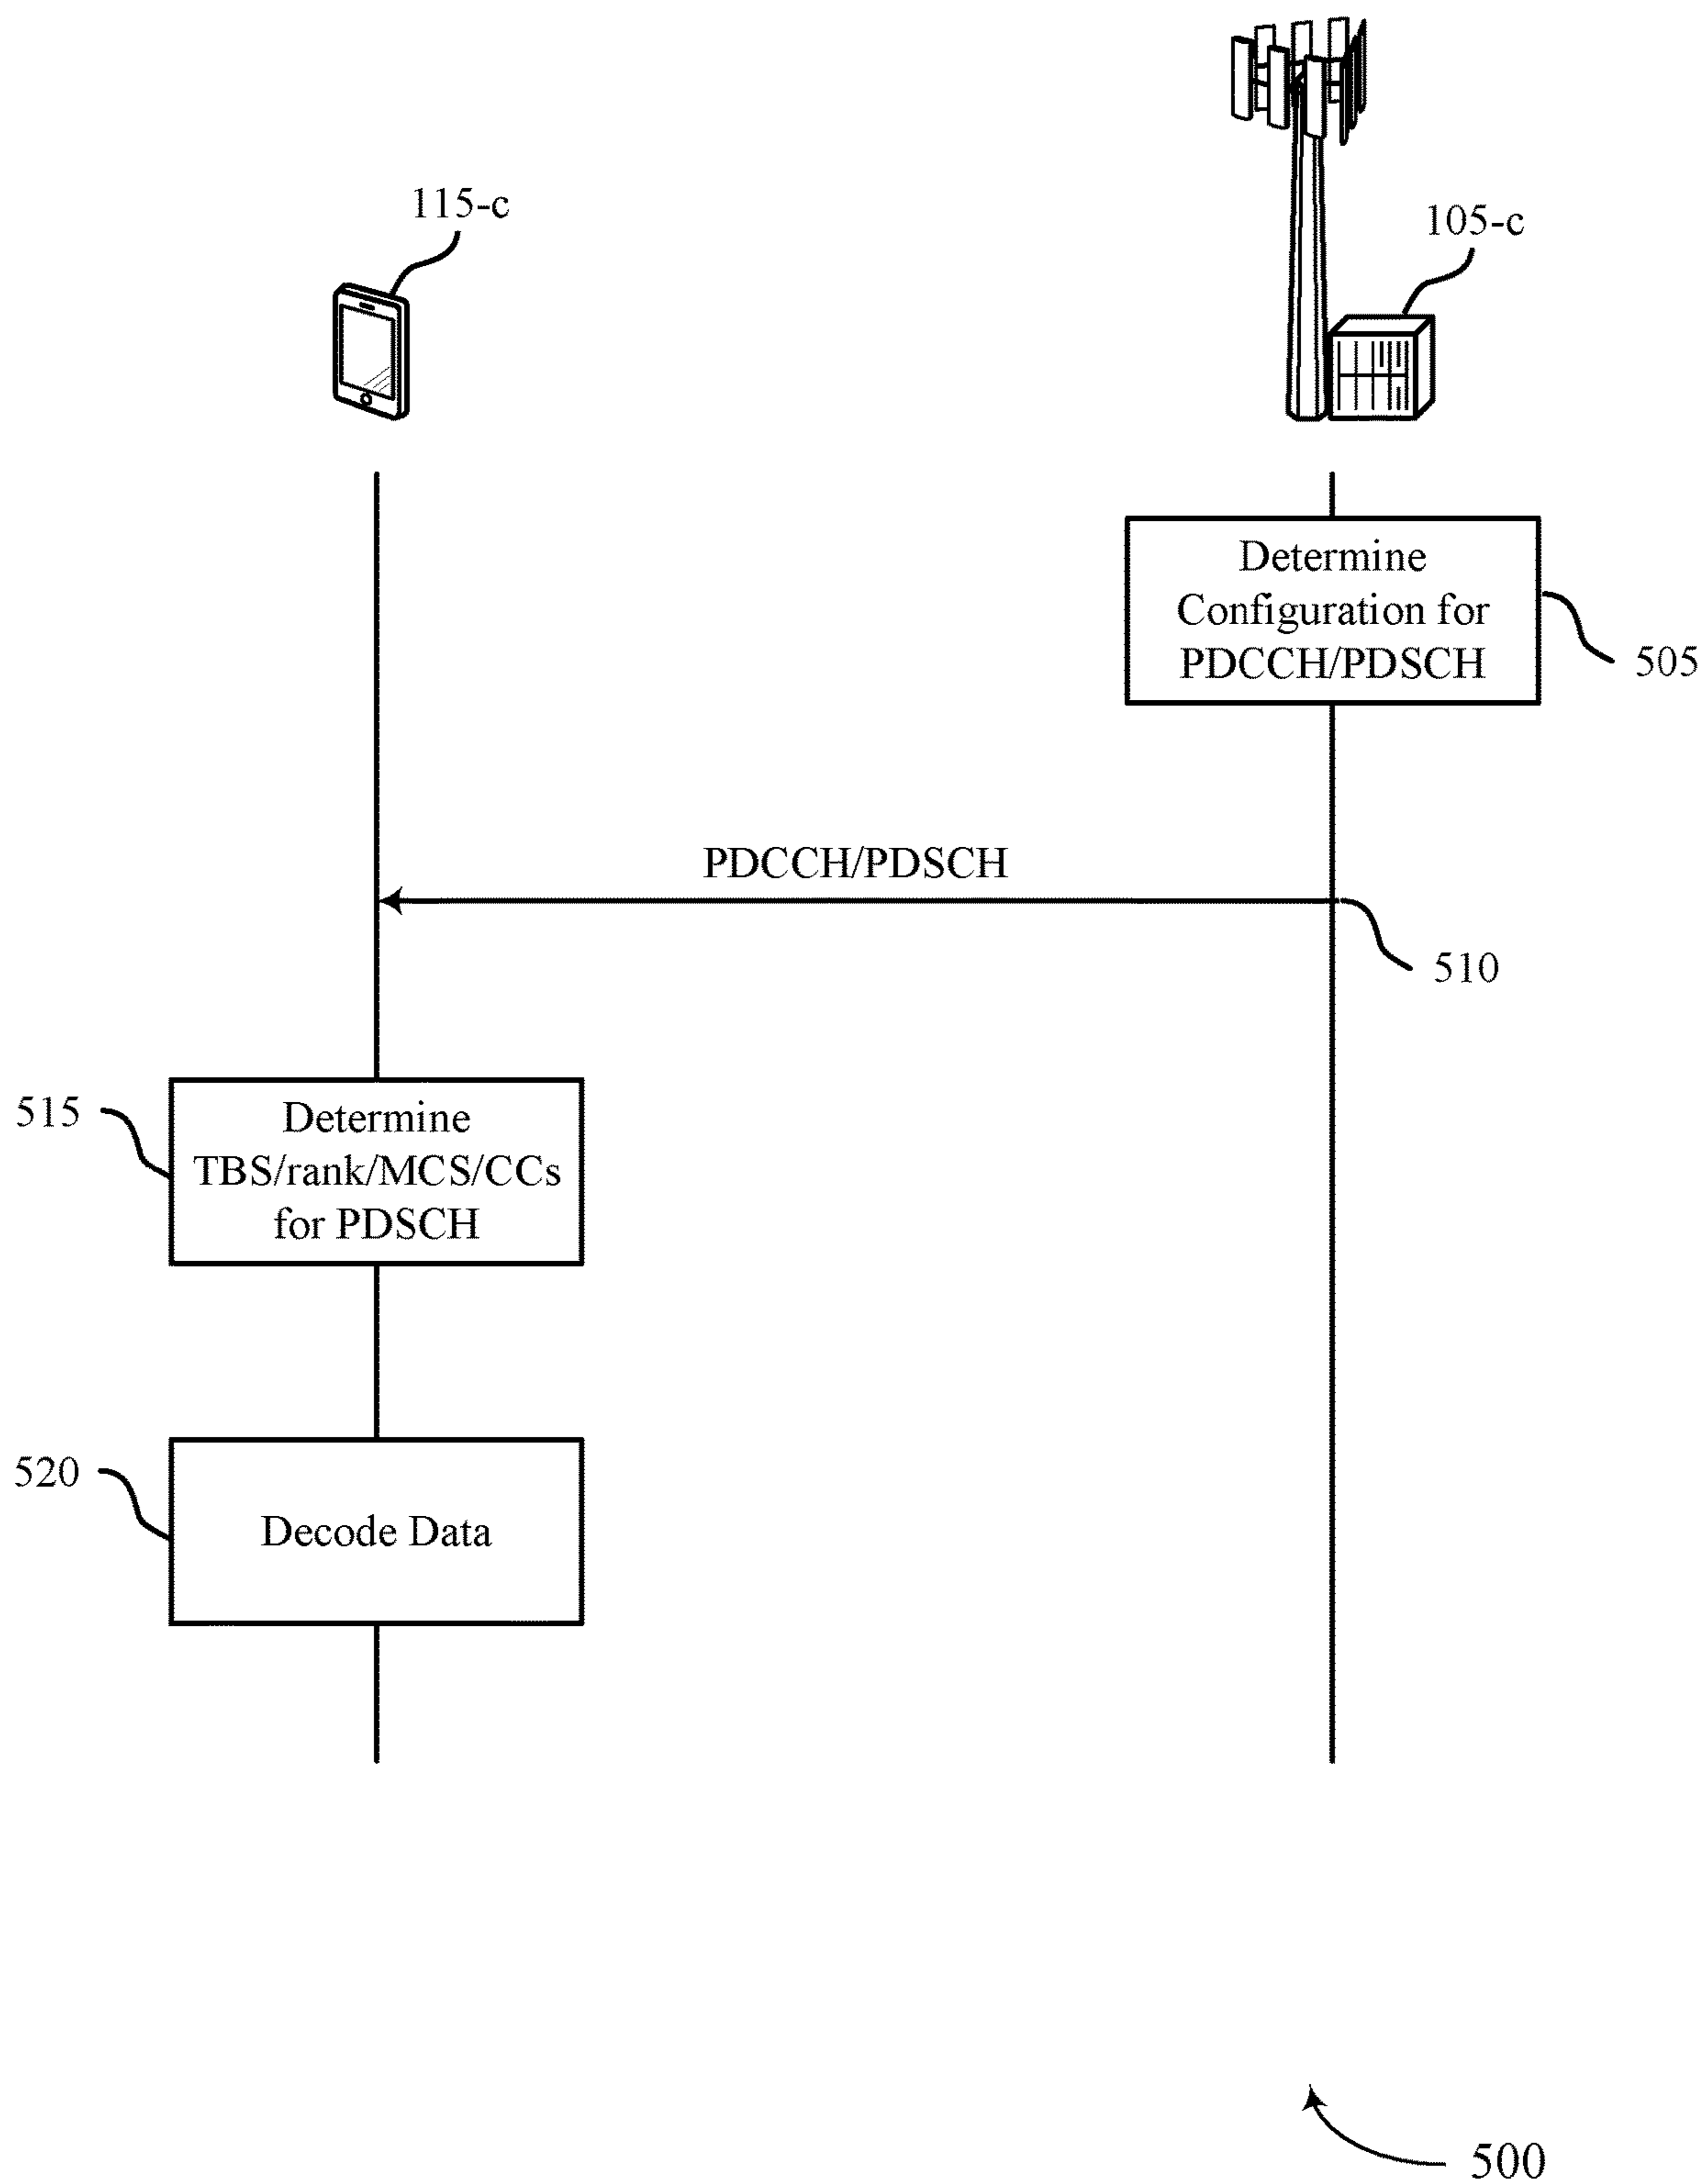 115-c
105-c
Determine
Configuration for
PDCCH/PDSCH
505
PDCCH/PDSCH
510
515
Determine
TBS/rank/MCS/CCs
for PDSCH
520
Decode Data
500